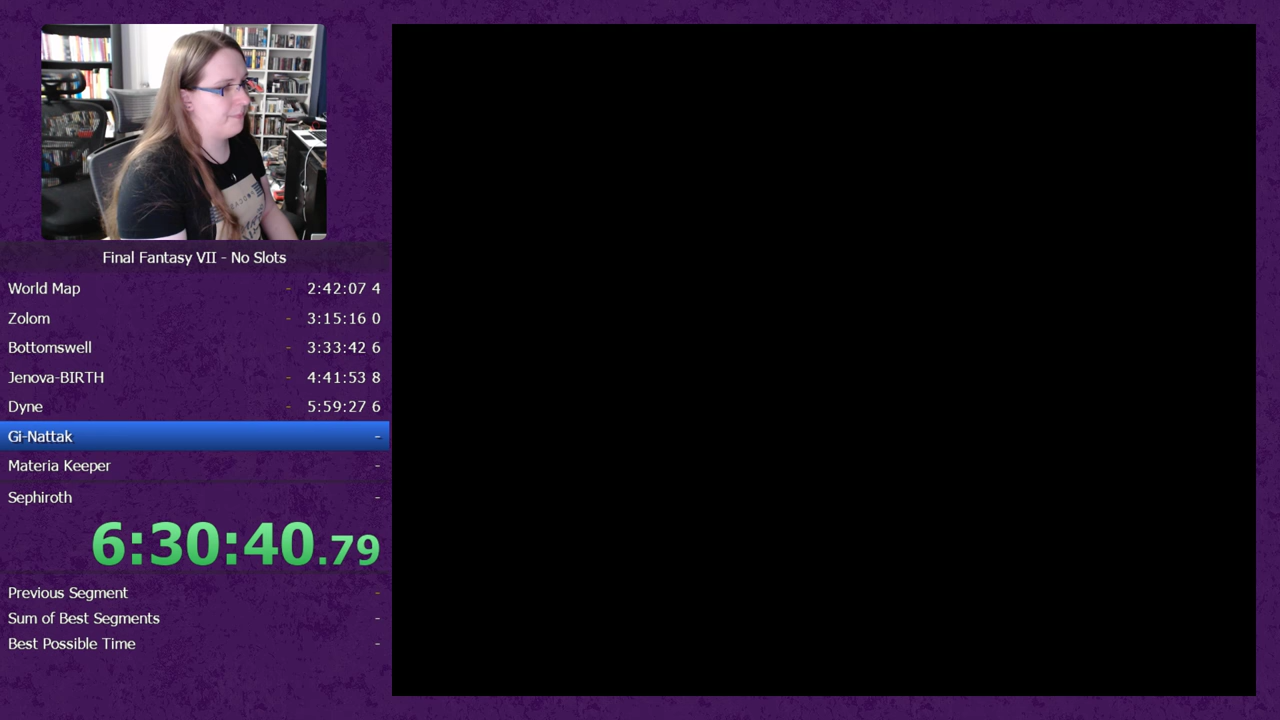 Final Fantasy VII - No Slots
World Map - 2:42:07 4
Zolom - 3:15:16 0
Bottomswell - 3:33:42 6
Jenova-BIRTH - 4:41:53 8
Dyne - 5:59:27 6
Gi-Nattak -
Materia Keeper -
Sephiroth -
6:30:40.79
Previous Segment -
Sum of Best Segments -
Best Possible Time -